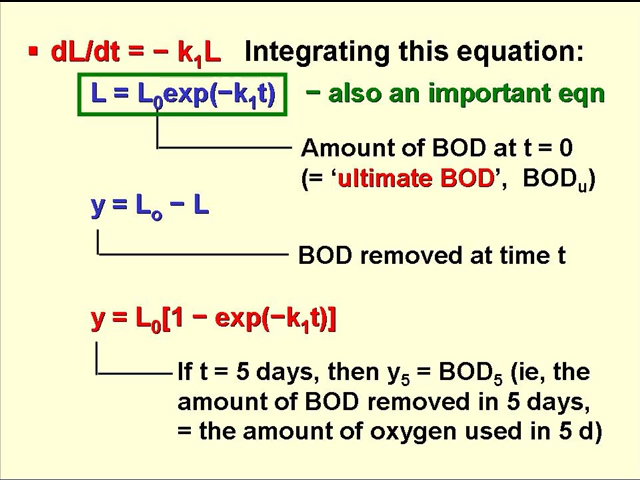 ▪ dL/dt = − k₁L   Integrating this equation:
L = L₀exp(−k₁t)   − also an important eqn
Amount of BOD at t = 0
(= ‘ultimate BOD’, BODᵤ)
y = Lₒ − L
BOD removed at time t
y = L₀[1 − exp(−k₁t)]
If t = 5 days, then y₅ = BOD₅ (ie, the
amount of BOD removed in 5 days,
= the amount of oxygen used in 5 d)